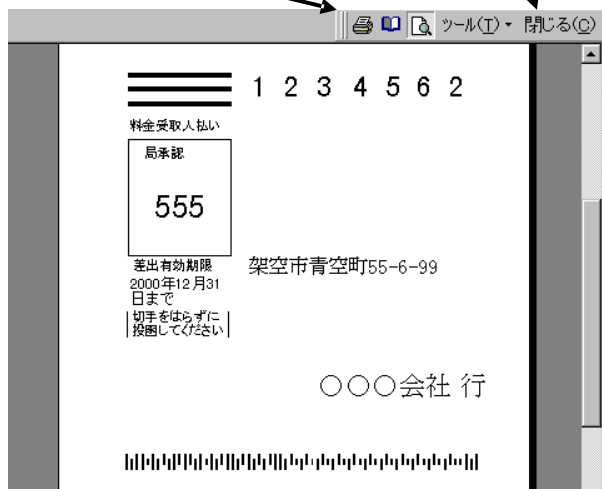 ツール(T) 閉じる(C)
1 2 3 4 5 6 2
料金受取人払い
局承認
555
差出有効期限
2000年12月31
日まで
切手をはらずに
投函してください
架空市青空町55-6-99
○○○会社 行